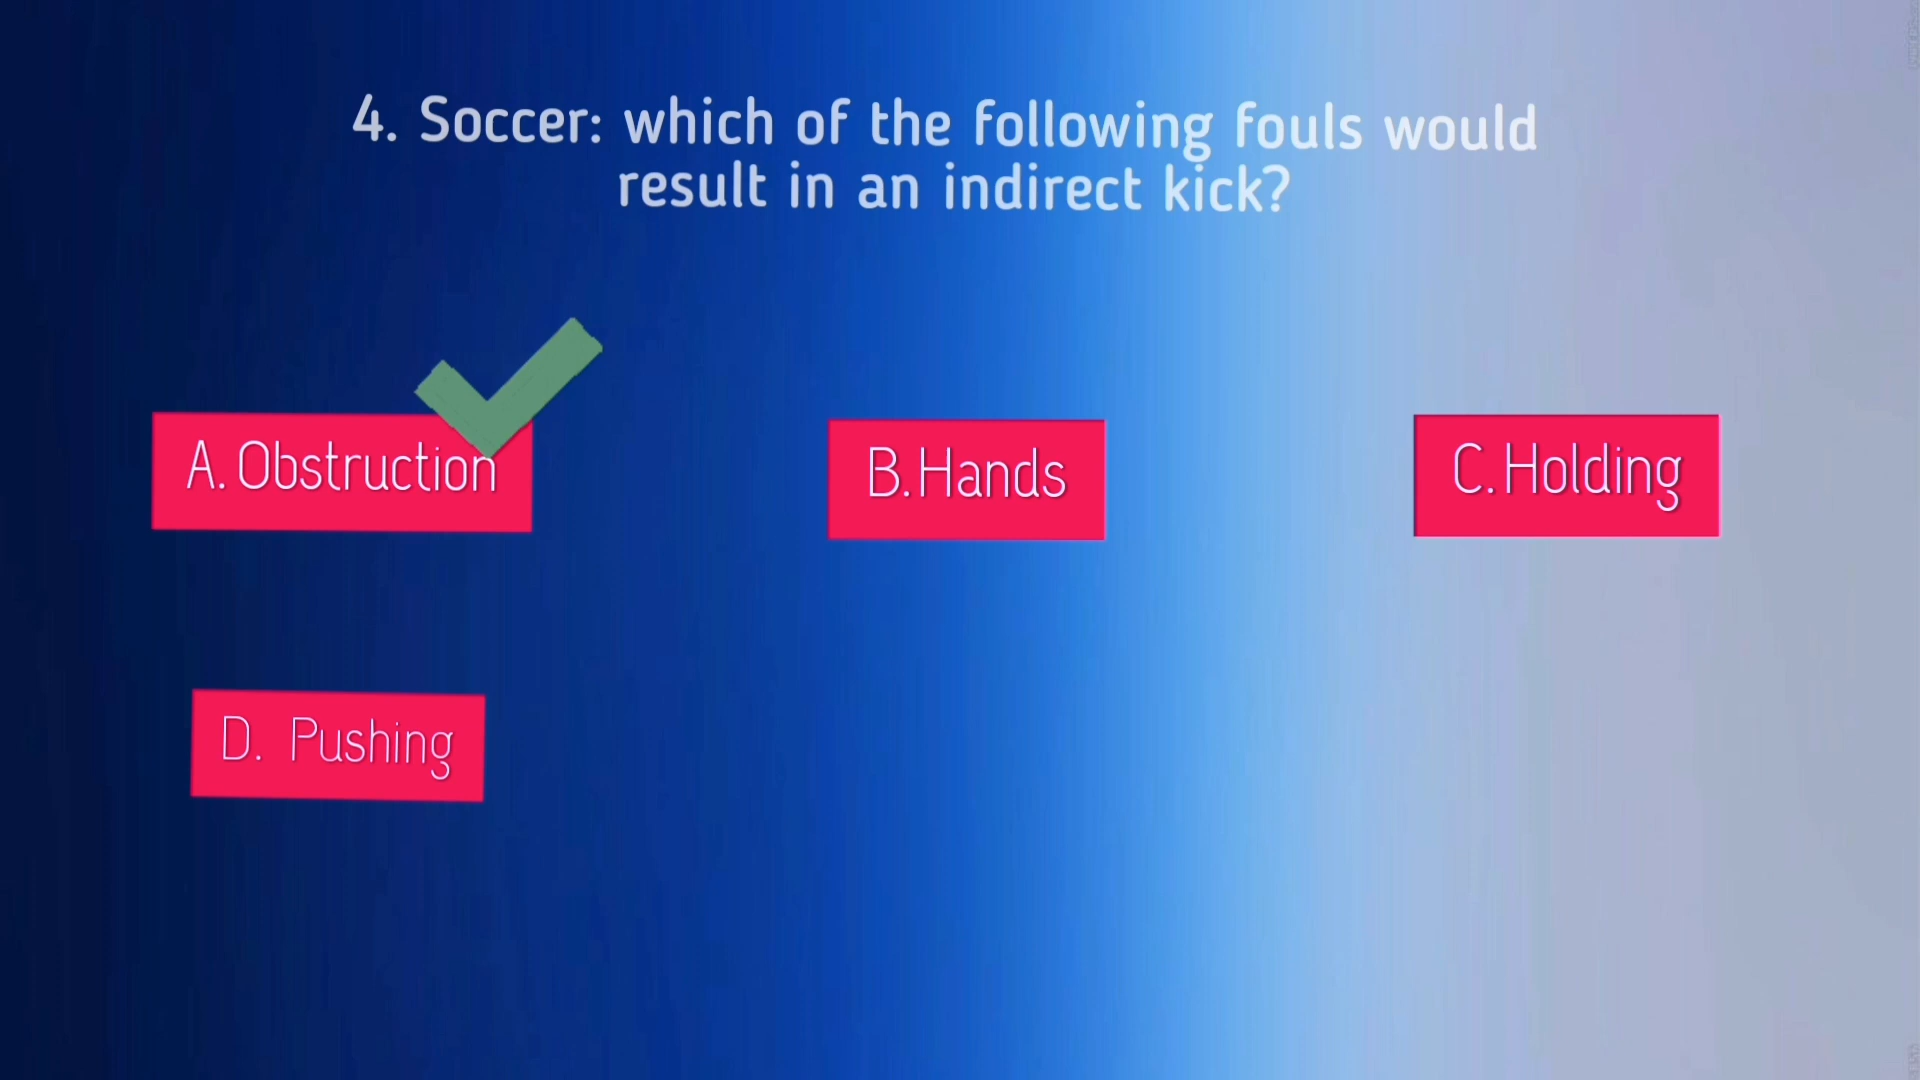 4. Soccer: which of the following fouls would
result in an indirect kick?
A. Obstruction
B. Hands
C. Holding
D. Pushing